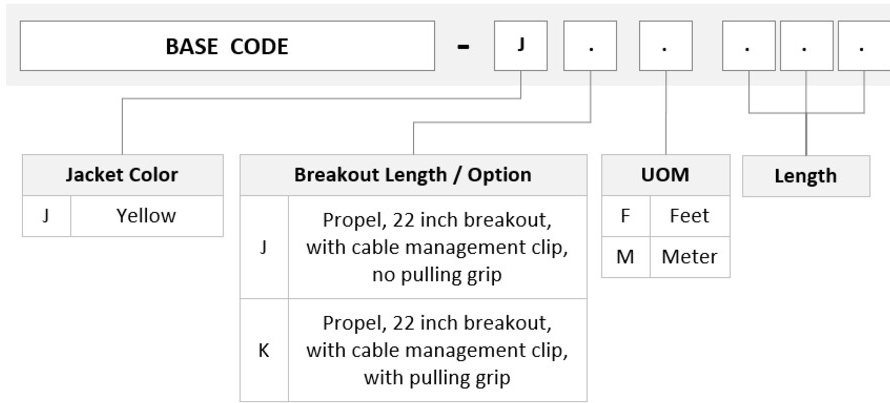 BASE CODE - J . . . . .
Jacket Color
J Yellow
Breakout Length / Option
J Propel, 22 inch breakout,
with cable management clip,
no pulling grip
K Propel, 22 inch breakout,
with cable management clip,
with pulling grip
UOM
F Feet
M Meter
Length